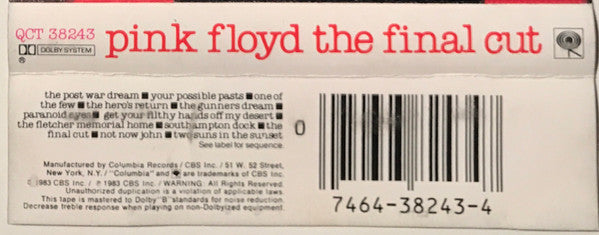 QCT 38243
DOLBY SYSTEM
®
pink floyd the final cut
the post war dream ■ your possible pasts ■ one of
the few ■ the hero's return ■ the gunners dream ■
paranoid eyes ■ get your filthy hands off my desert ■
the fletcher memorial home ■ southampton dock ■ the
final cut ■ not now john ■ two suns in the sunset
See label for sequence.
0
Manufactured by Columbia Records / CBS Inc. / 51 W. 52 Street,
New York, N.Y. / "Columbia" and are trademarks of CBS Inc.
© 1983 CBS Inc. / ℗ 1983 CBS Inc. / WARNING: All Rights Reserved.
Unauthorized duplication is a violation of applicable laws.
This tape is mastered to Dolby "B" standards for noise reduction.
Decrease treble response when playing on non-Dolbyized equipment.
7464-38243-4